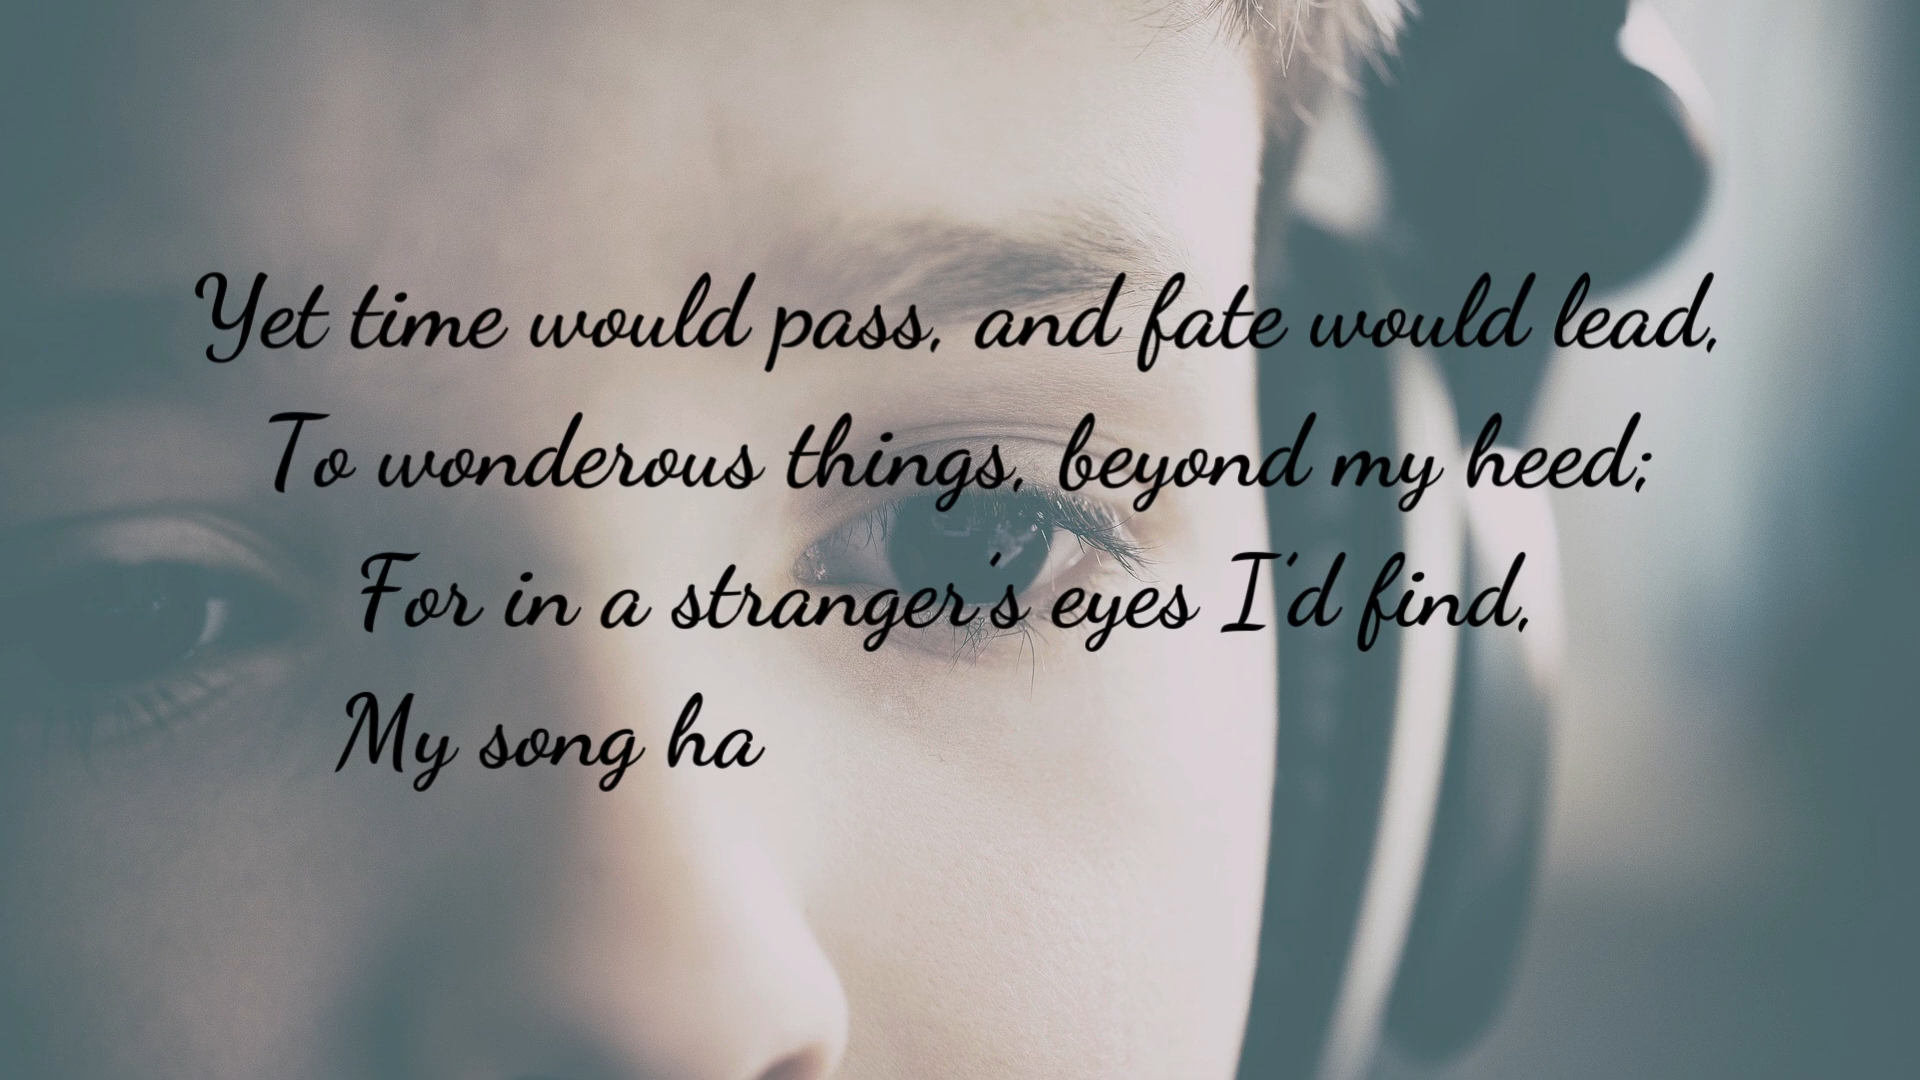 Yet time would pass, and fate would lead,
To wonderous things, beyond my heed;
For in a stranger's eyes I'd find,
My song ha